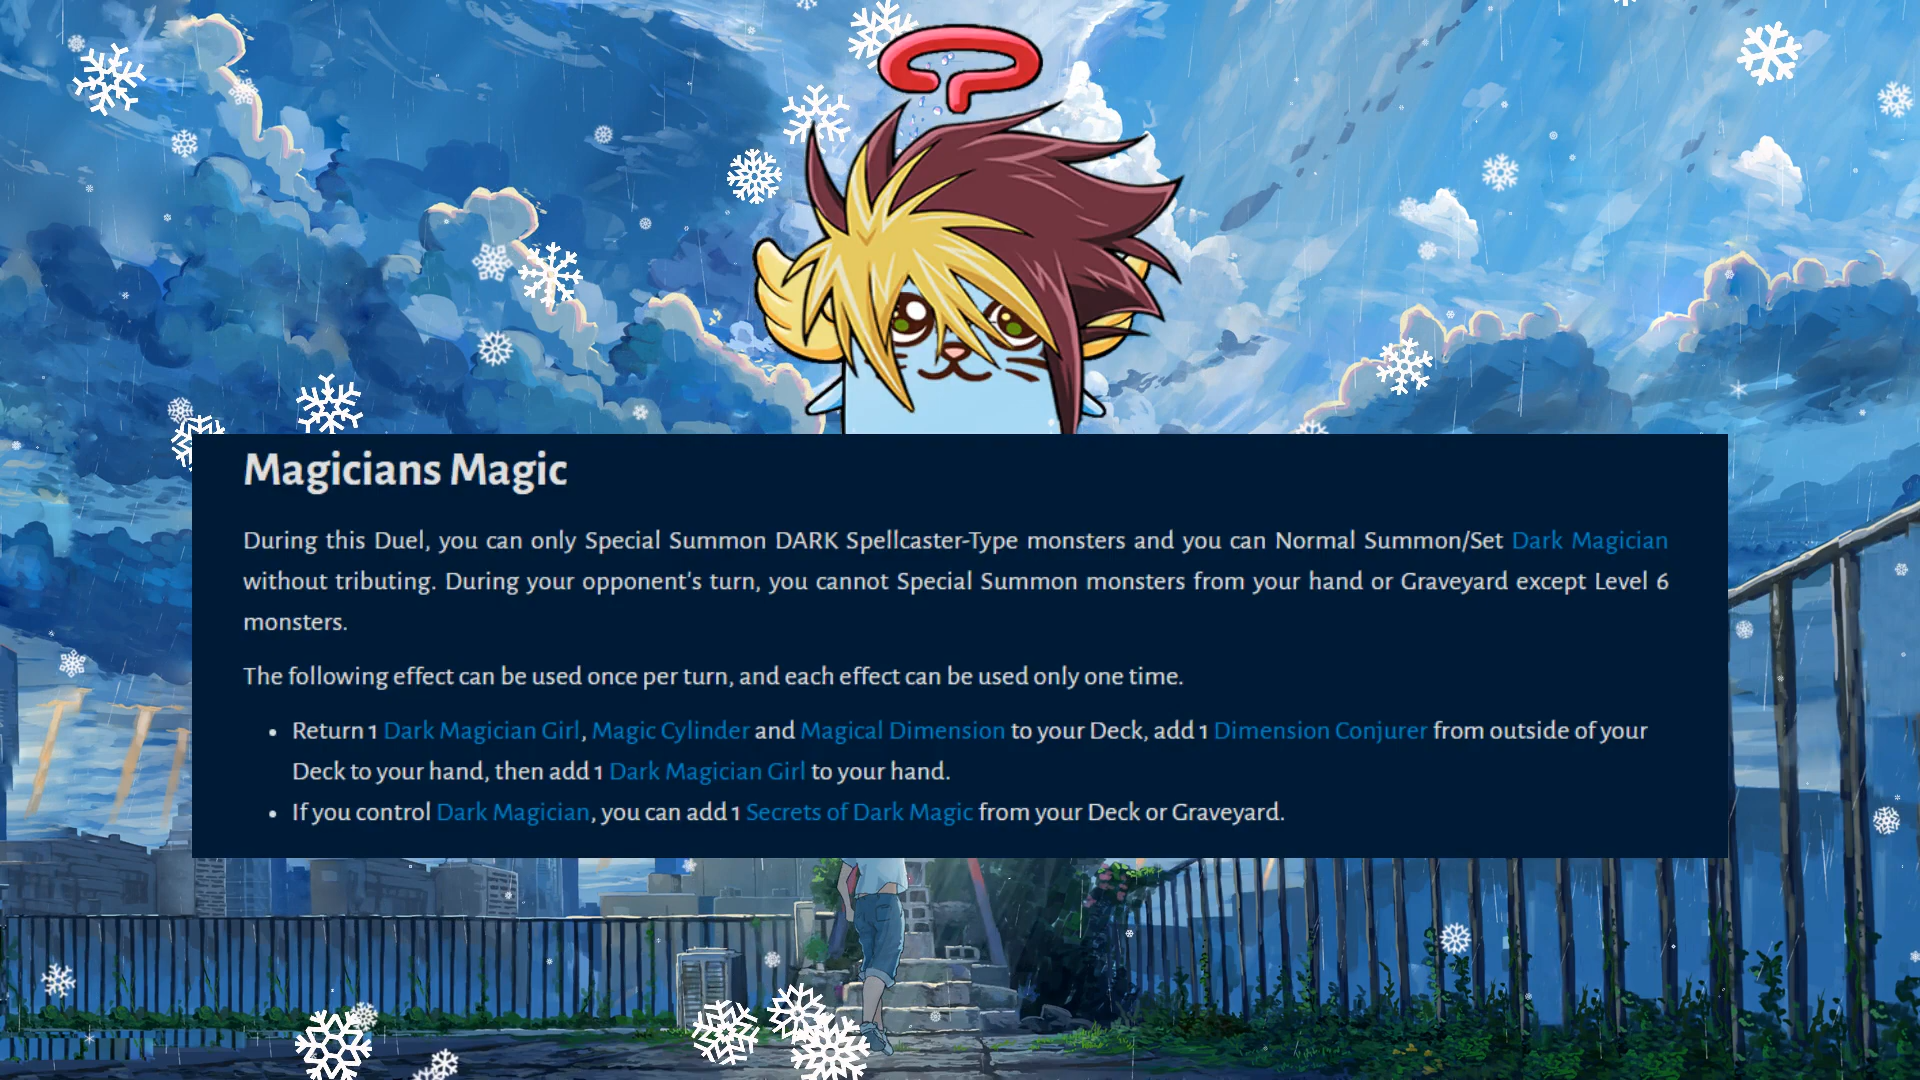 Magicians Magic
During this Duel, you can only Special Summon DARK Spellcaster-Type monsters and you can Normal Summon/Set Dark Magician
without tributing. During your opponent's turn, you cannot Special Summon monsters from your hand or Graveyard except Level 6
monsters.
The following effect can be used once per turn, and each effect can be used only one time.
• Return 1 Dark Magician Girl, Magic Cylinder and Magical Dimension to your Deck, add 1 Dimension Conjurer from outside of your
Deck to your hand, then add 1 Dark Magician Girl to your hand.
• If you control Dark Magician, you can add 1 Secrets of Dark Magic from your Deck or Graveyard.